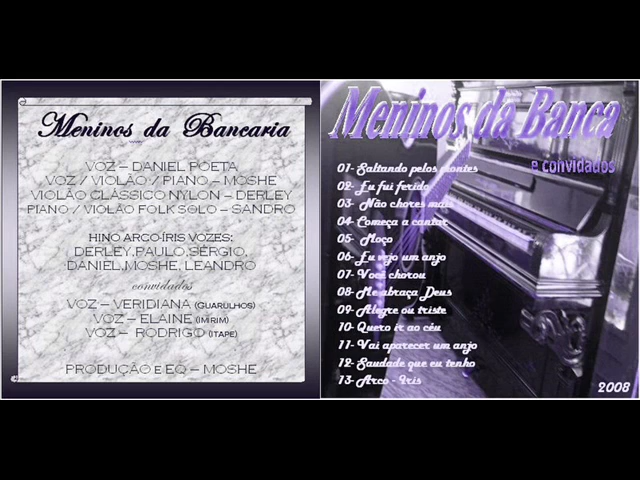 Meninos da Bancaria
VOZ – DANIEL POETA
VOZ / VIOLÃO / PIANO – MOSHE
VIOLÃO CLÁSSICO NYLON – DERLEY
PIANO / VIOLÃO FOLK SOLO – SANDRO
HINO ARCO-ÍRIS VOZES:
DERLEY,PAULO,SÉRGIO,
DANIEL,MOSHE, LEANDRO
convidados
VOZ – VERIDIANA (GUARULHOS)
VOZ – ELAINE (IMIRIM)
VOZ – RODRIGO (ITAPE)
PRODUÇÃO E EQ – MOSHE
Meninos da Banca
e convidados
01- Saltando pelos montes
02- Eu fui ferido
03- Não chores mais
04- Começa a cantar
05- Moço
06- Eu vejo um anjo
07- Você chorou
08- Me abraça Deus
09- Alegre ou triste
10- Quero ir ao céu
11- Vai aparecer um anjo
12- Saudade que eu tenho
13- Arco - Iris
2008